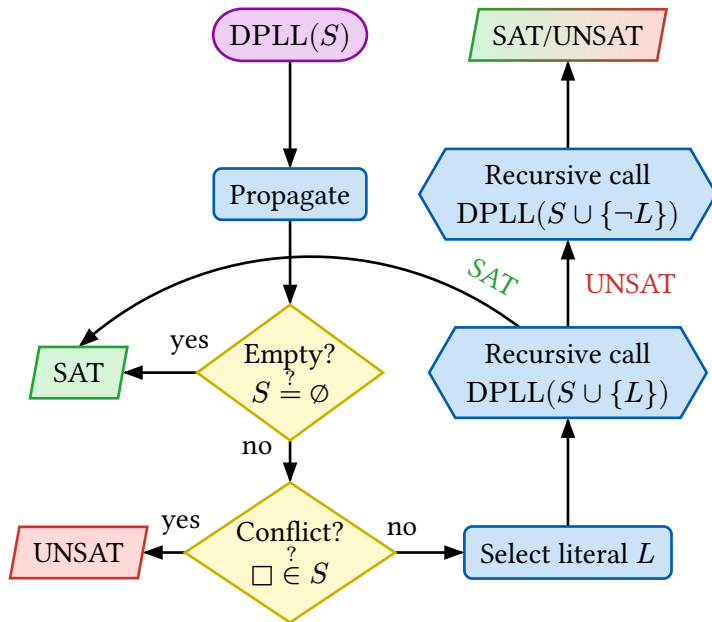 DPLL(S)
SAT/UNSAT
Propagate
Recursive call
DPLL(S ∪ {¬L})
SAT
UNSAT
yes
SAT
Empty?
S ≟ ∅
Recursive call
DPLL(S ∪ {L})
no
yes
UNSAT
Conflict?
?
□ ∈ S
no
Select literal L